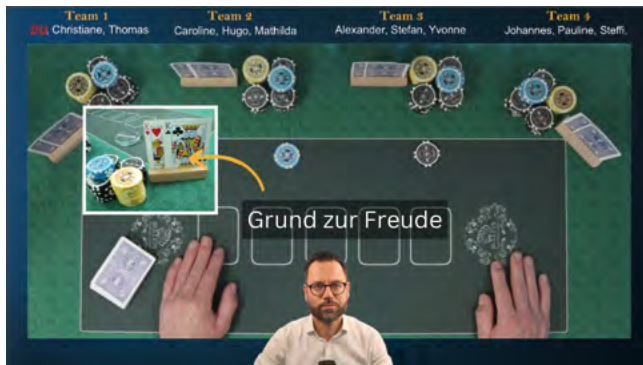 Team 1
DU, Christiane, Thomas
Team 2
Caroline, Hugo, Mathilda
Team 3
Alexander, Stefan, Yvonne
Team 4
Johannes, Pauline, Steffi,
Grund zur Freude